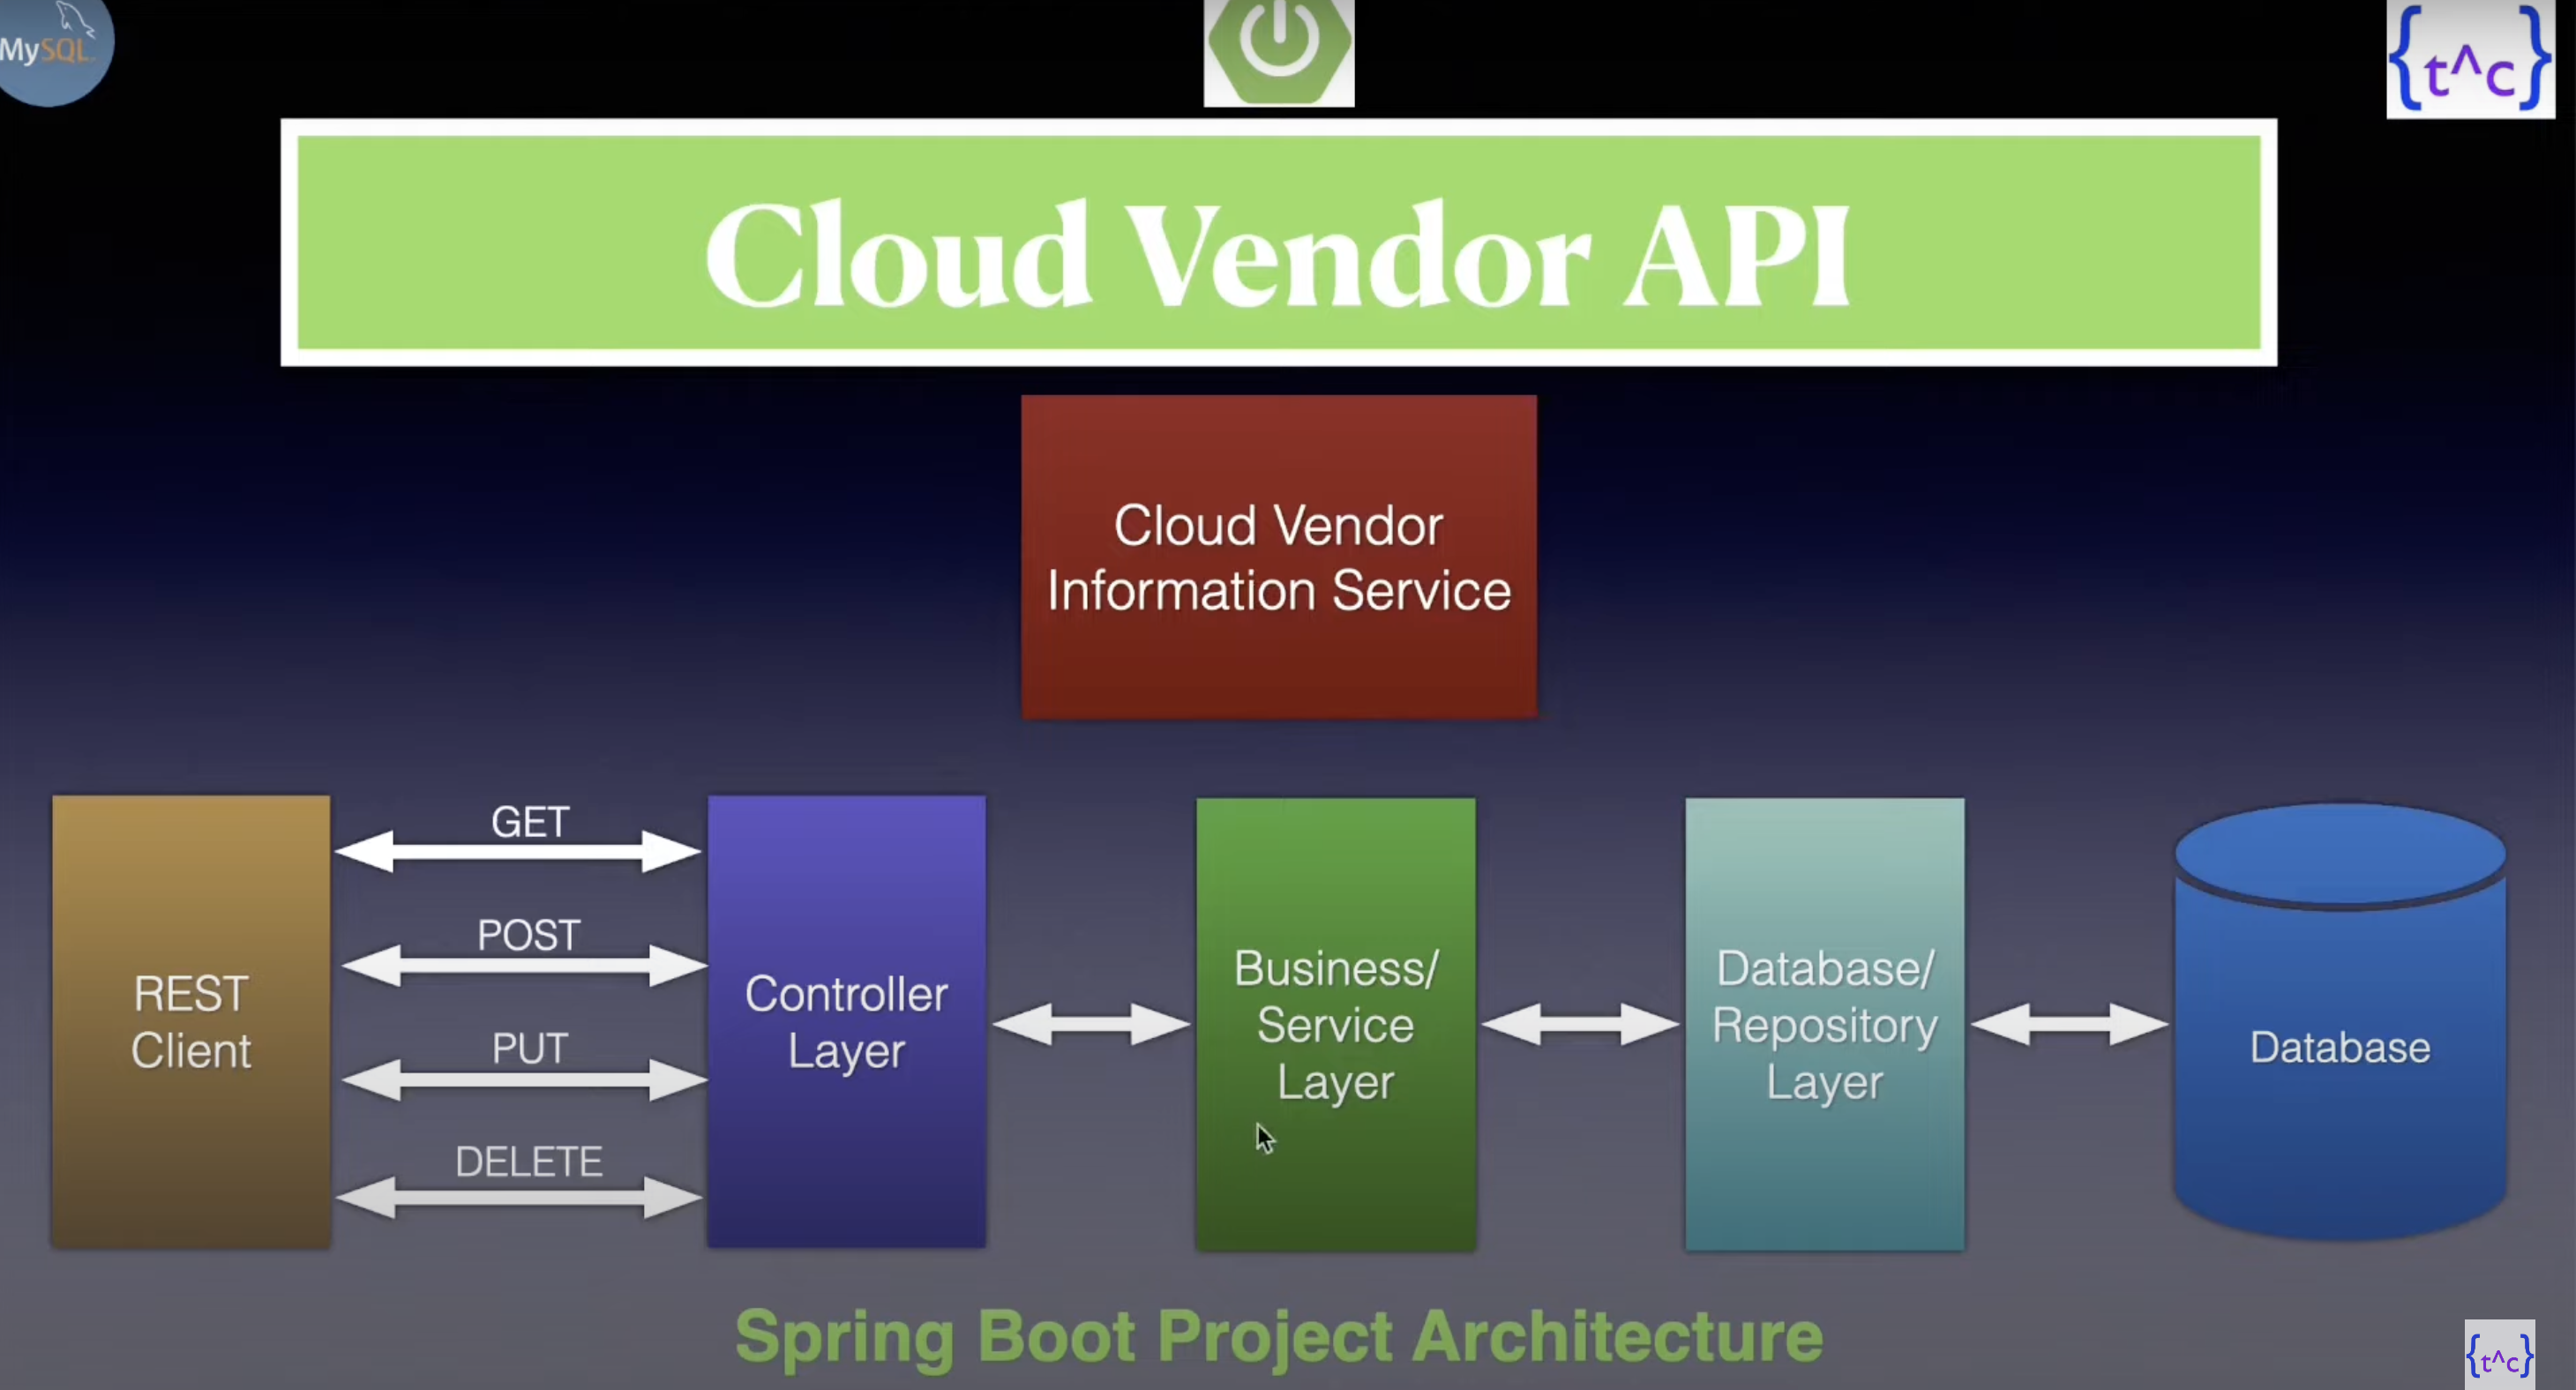 MySQL
{t^c}
Cloud Vendor API
Cloud Vendor
Information Service
REST
Client
GET
POST
PUT
DELETE
Controller
Layer
Business/
Service
Layer
Database/
Repository
Layer
Database
Spring Boot Project Architecture
{t^c}